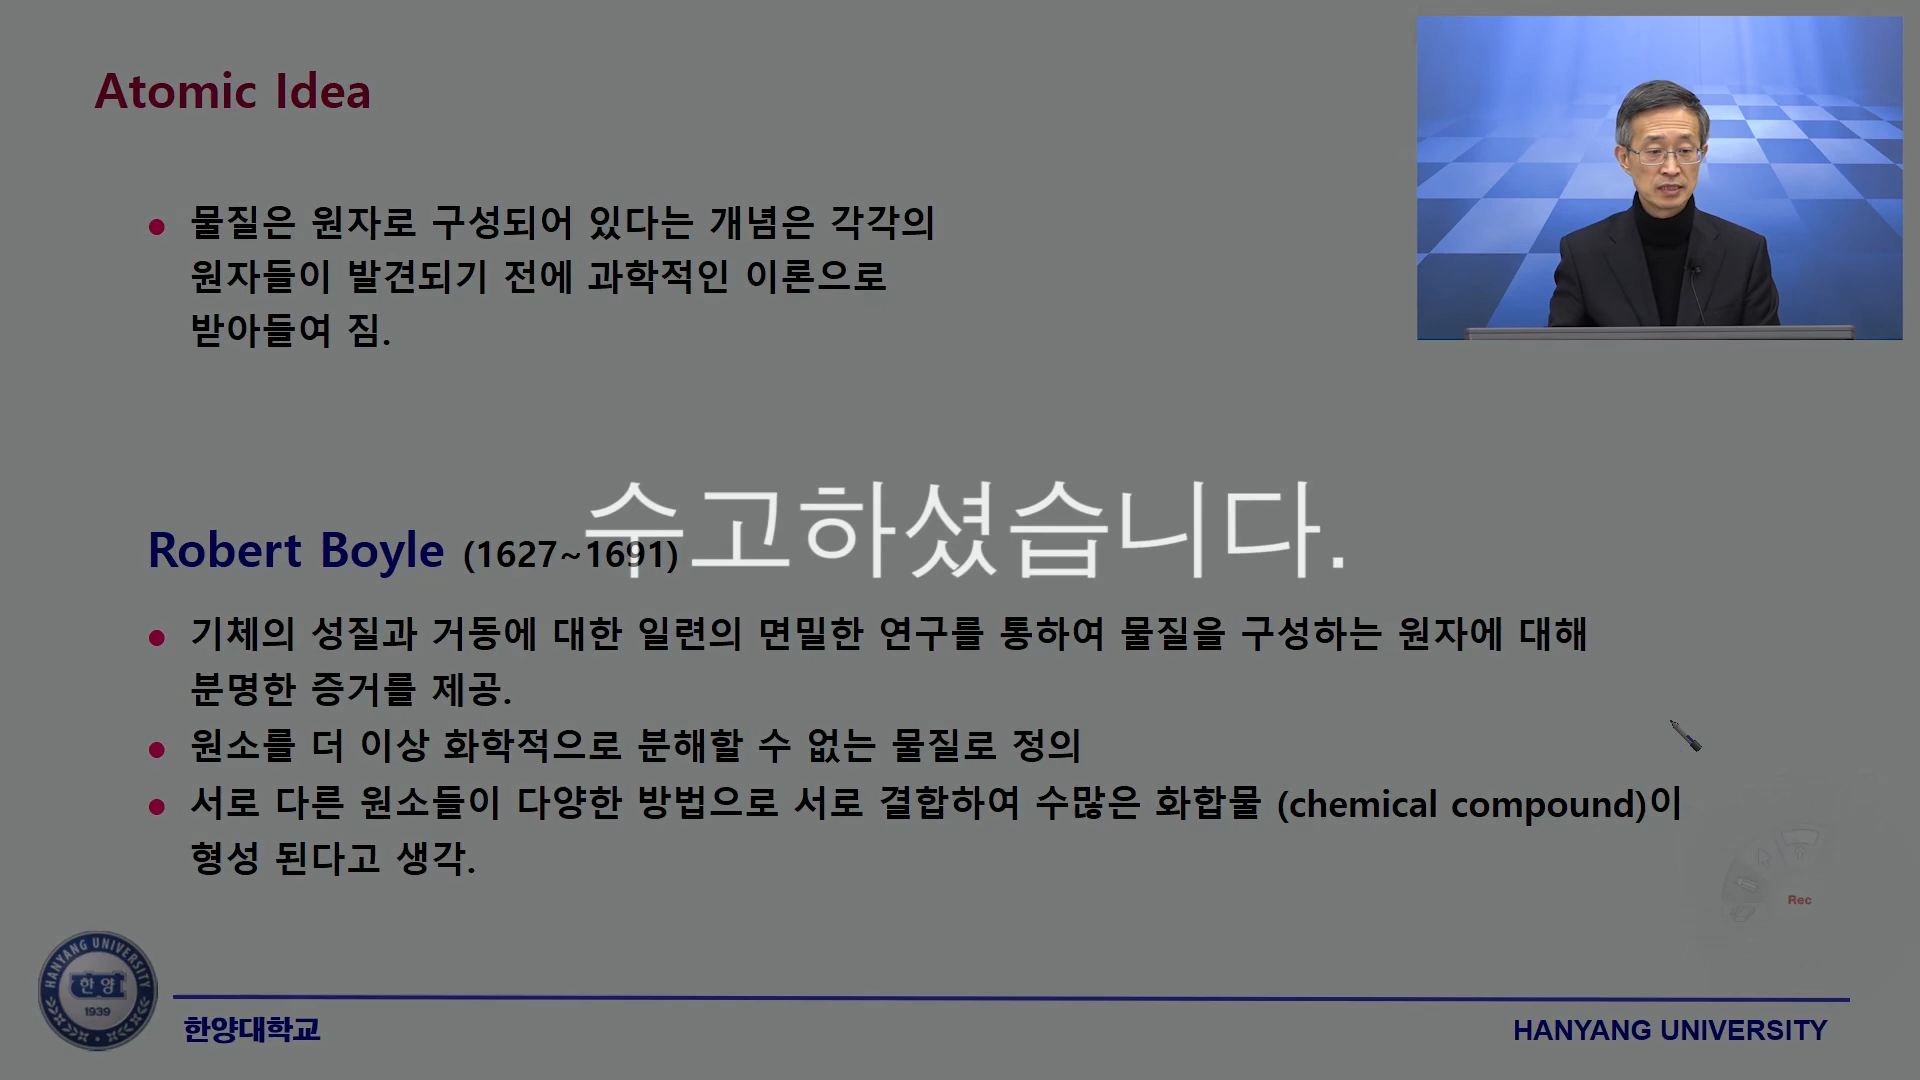 Atomic Idea
물질은 원자로 구성되어 있다는 개념은 각각의
원자들이 발견되기 전에 과학적인 이론으로
받아들여 짐.
수고하셨습니다.
Robert Boyle (1627~1691)
기체의 성질과 거동에 대한 일련의 면밀한 연구를 통하여 물질을 구성하는 원자에 대해
분명한 증거를 제공.
원소를 더 이상 화학적으로 분해할 수 없는 물질로 정의
서로 다른 원소들이 다양한 방법으로 서로 결합하여 수많은 화합물 (chemical compound)이
형성 된다고 생각.
Rec
HANYANG UNIVERSITY
한양
1939
한양대학교
HANYANG UNIVERSITY